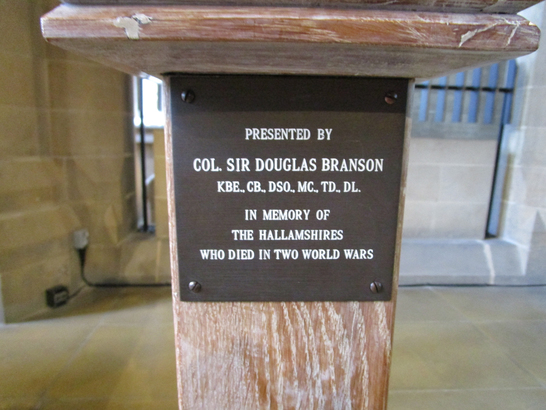 PRESENTED BY
COL. SIR DOUGLAS BRANSON
KBE., CB., DSO., MC., TD., DL.
IN MEMORY OF
THE HALLAMSHIRES
WHO DIED IN TWO WORLD WARS